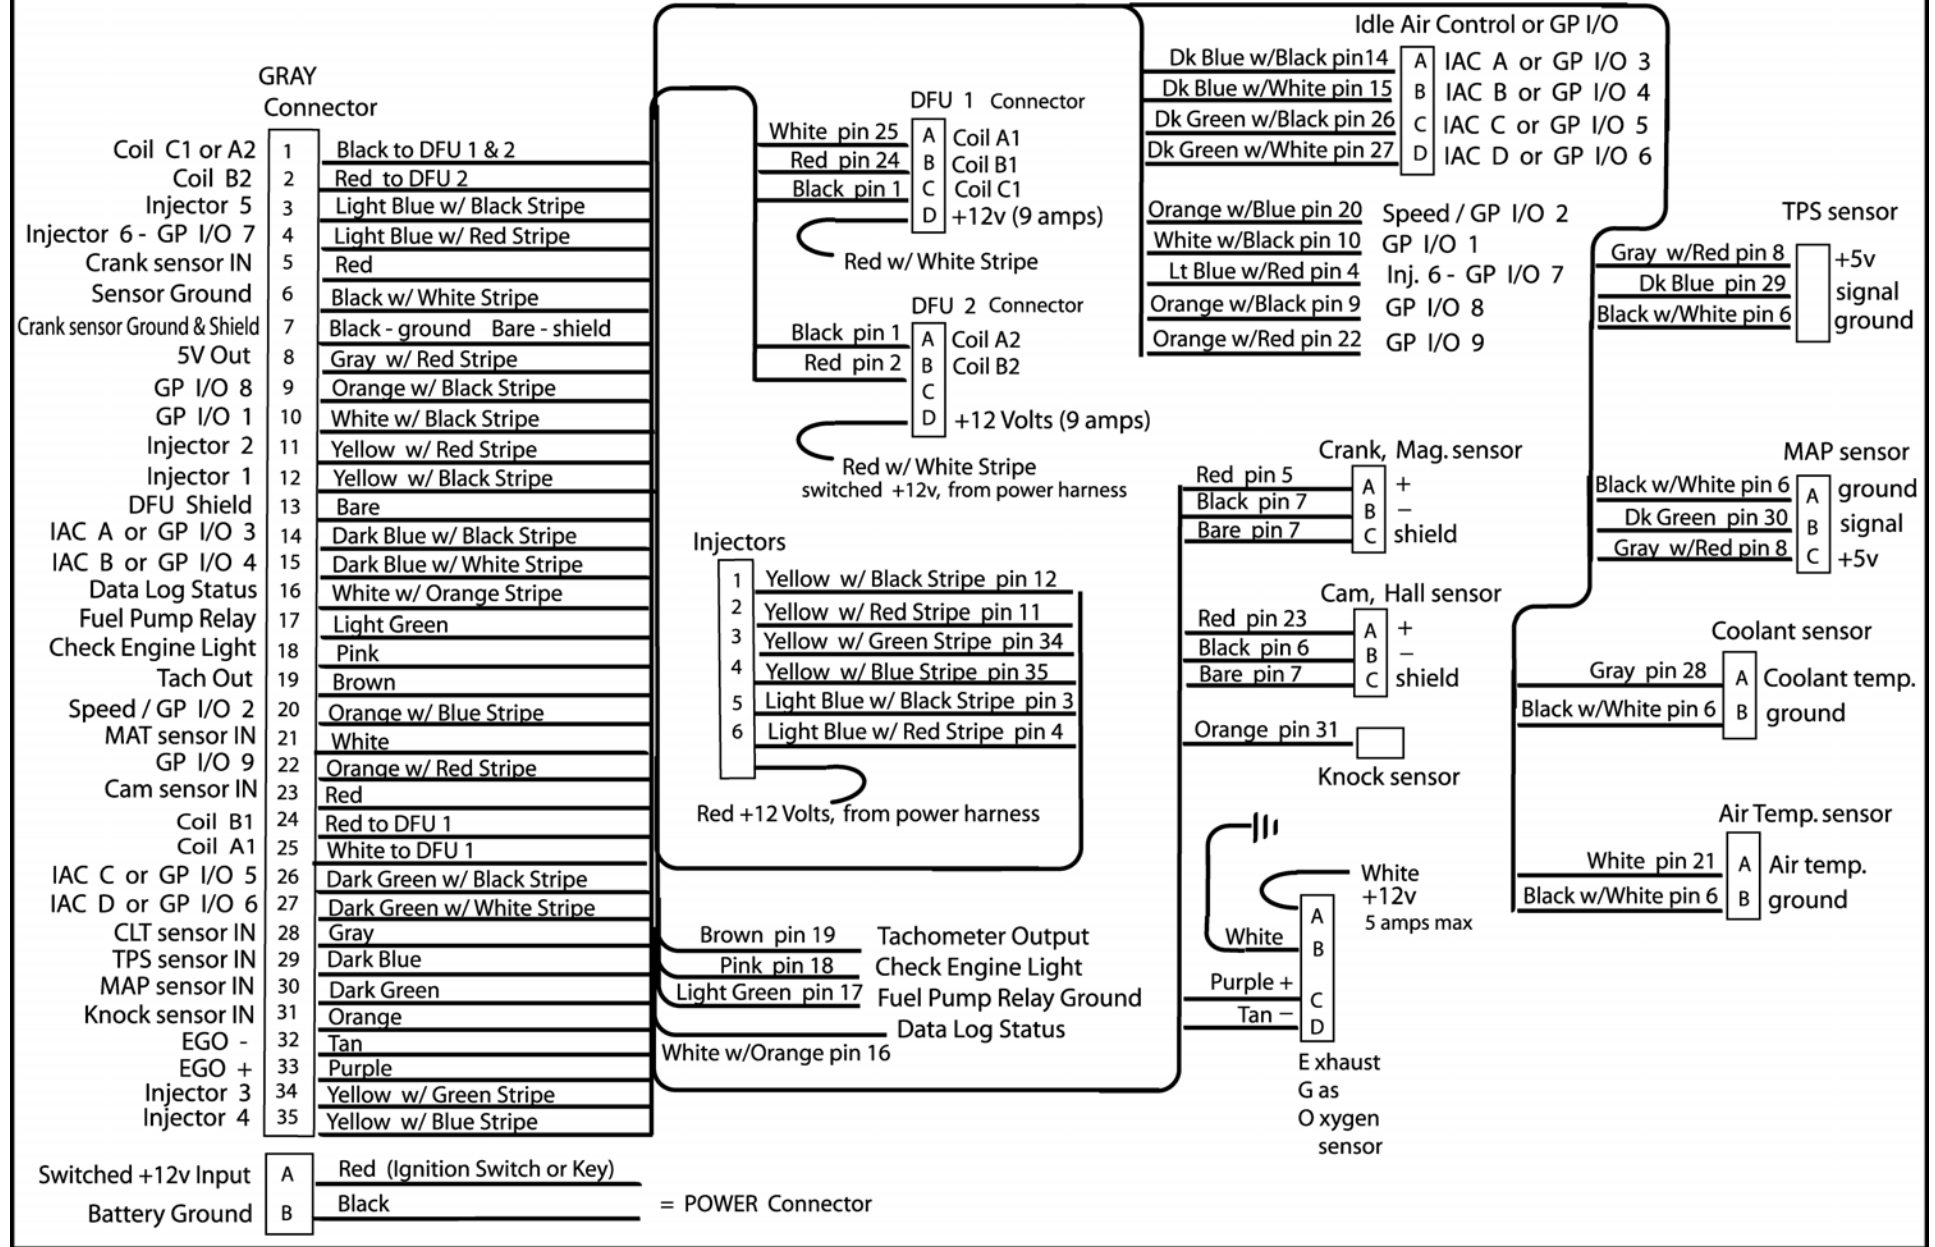 GRAY
Connector
Coil C1 or A2 1 Black to DFU 1 & 2
Coil B2 2 Red to DFU 2
Injector 5 3 Light Blue w/ Black Stripe
Injector 6 - GP I/O 7 4 Light Blue w/ Red Stripe
Crank sensor IN 5 Red
Sensor Ground 6 Black w/ White Stripe
Crank sensor Ground & Shield 7 Black - ground Bare - shield
5V Out 8 Gray w/ Red Stripe
GP I/O 8 9 Orange w/ Black Stripe
GP I/O 1 10 White w/ Black Stripe
Injector 2 11 Yellow w/ Red Stripe
Injector 1 12 Yellow w/ Black Stripe
DFU Shield 13 Bare
IAC A or GP I/O 3 14 Dark Blue w/ Black Stripe
IAC B or GP I/O 4 15 Dark Blue w/ White Stripe
Data Log Status 16 White w/ Orange Stripe
Fuel Pump Relay 17 Light Green
Check Engine Light 18 Pink
Tach Out 19 Brown
Speed / GP I/O 2 20 Orange w/ Blue Stripe
MAT sensor IN 21 White
GP I/O 9 22 Orange w/ Red Stripe
Cam sensor IN 23 Red
Coil B1 24 Red to DFU 1
Coil A1 25 White to DFU 1
IAC C or GP I/O 5 26 Dark Green w/ Black Stripe
IAC D or GP I/O 6 27 Dark Green w/ White Stripe
CLT sensor IN 28 Gray
TPS sensor IN 29 Dark Blue
MAP sensor IN 30 Dark Green
Knock sensor IN 31 Orange
EGO - 32 Tan
EGO + 33 Purple
Injector 3 34 Yellow w/ Green Stripe
Injector 4 35 Yellow w/ Blue Stripe
Switched +12v Input A Red (Ignition Switch or Key)
Battery Ground B Black
= POWER Connector
DFU 1 Connector
White pin 25 A Coil A1
Red pin 24 B Coil B1
Black pin 1 C Coil C1
D +12v (9 amps)
Red w/ White Stripe
DFU 2 Connector
Black pin 1 A Coil A2
Red pin 2 B Coil B2
C
D +12 Volts (9 amps)
Red w/ White Stripe
switched +12v, from power harness
Injectors
1 Yellow w/ Black Stripe pin 12
2 Yellow w/ Red Stripe pin 11
3 Yellow w/ Green Stripe pin 34
4 Yellow w/ Blue Stripe pin 35
5 Light Blue w/ Black Stripe pin 3
6 Light Blue w/ Red Stripe pin 4
Red +12 Volts, from power harness
Brown pin 19 Tachometer Output
Pink pin 18 Check Engine Light
Light Green pin 17 Fuel Pump Relay Ground
Data Log Status
White w/Orange pin 16
Idle Air Control or GP I/O
Dk Blue w/Black pin14 A IAC A or GP I/O 3
Dk Blue w/White pin 15 B IAC B or GP I/O 4
Dk Green w/Black pin 26 C IAC C or GP I/O 5
Dk Green w/White pin 27 D IAC D or GP I/O 6
Orange w/Blue pin 20 Speed / GP I/O 2
White w/Black pin 10 GP I/O 1
Lt Blue w/Red pin 4 Inj. 6 - GP I/O 7
Orange w/Black pin 9 GP I/O 8
Orange w/Red pin 22 GP I/O 9
Crank, Mag. sensor
Red pin 5 A +
Black pin 7 B −
Bare pin 7 C shield
Cam, Hall sensor
Red pin 23 A +
Black pin 6 B −
Bare pin 7 C shield
Orange pin 31
Knock sensor
White
+12v
5 amps max
A
White B
Purple + C
Tan − D
Exhaust
Gas
Oxygen
sensor
TPS sensor
Gray w/Red pin 8 +5v
Dk Blue pin 29 signal
Black w/White pin 6 ground
MAP sensor
Black w/White pin 6 A ground
Dk Green pin 30 B signal
Gray w/Red pin 8 C +5v
Coolant sensor
Gray pin 28 A Coolant temp.
Black w/White pin 6 B ground
Air Temp. sensor
White pin 21 A Air temp.
Black w/White pin 6 B ground